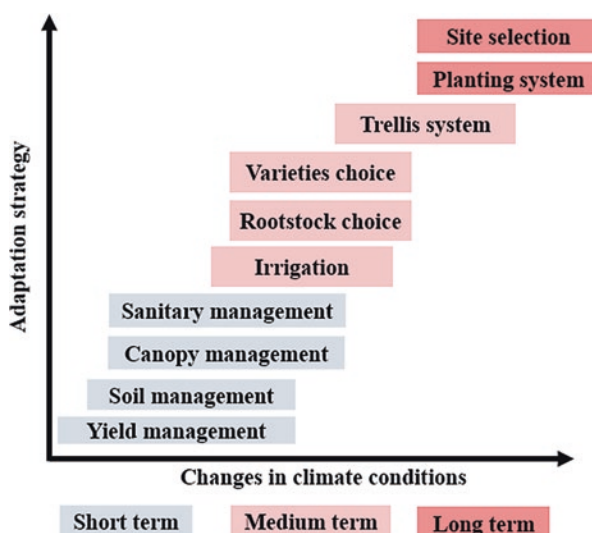 Site selection
Planting system
Trellis system
Varieties choice
Rootstock choice
Irrigation
Sanitary management
Canopy management
Soil management
Yield management
Adaptation strategy
Changes in climate conditions
Short term
Medium term
Long term